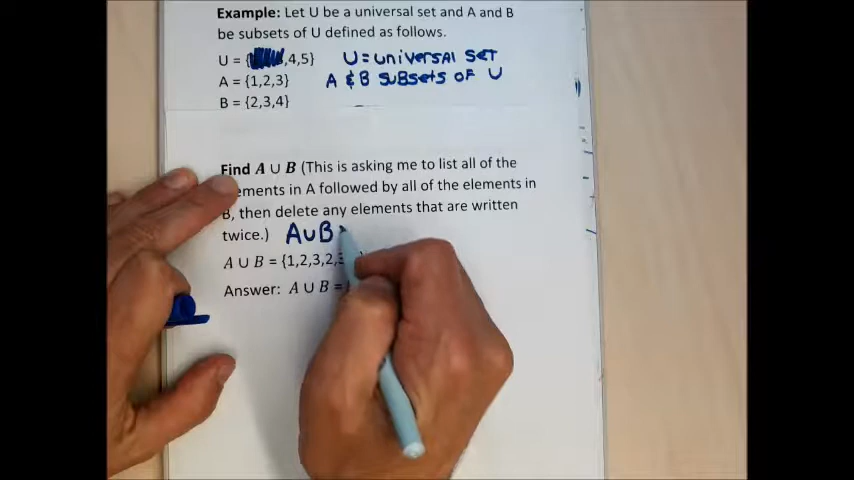 Example: Let U be a universal set and A and B
be subsets of U defined as follows.
U = { ,4,5} U = universal set
A = {1,2,3} A & B subsets of U
B = {2,3,4}
Find A ∪ B (This is asking me to list all of the
elements in A followed by all of the elements in
B, then delete any elements that are written
twice.) A∪B
A ∪ B = {1,2,3,2,3
Answer: A ∪ B =